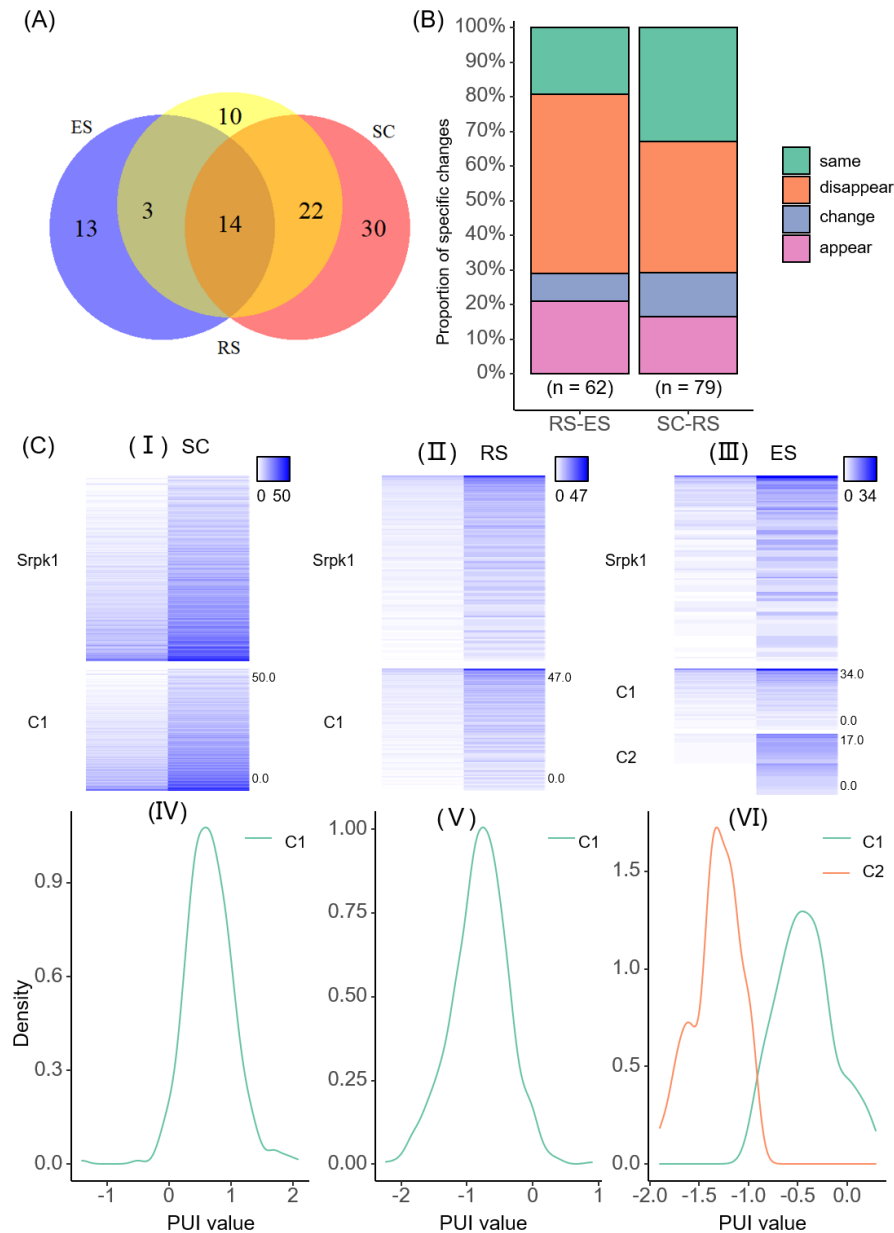 (A)
ES
10
SC
13
3
14
22
30
RS
(B)
Proportion of specific changes
100%
90%
80%
70%
60%
50%
40%
30%
20%
10%
0%
(n = 62)
(n = 79)
RS-ES
SC-RS
same
disappear
change
appear
(C)
(Ⅰ) SC
0 50
Srpk1
C1
50.0
0.0
(Ⅱ) RS
0 47
Srpk1
C1
47.0
0.0
(Ⅲ) ES
0 34
Srpk1
C1
34.0
0.0
C2
17.0
0.0
(Ⅳ)
C1
Density
0.9
0.6
0.3
0.0
-1
0
1
2
PUI value
(Ⅴ)
C1
1.00
0.75
0.50
0.25
0.00
-2
-1
0
1
PUI value
(Ⅵ)
C1
C2
1.5
1.0
0.5
0.0
-2.0
-1.5
-1.0
-0.5
0.0
PUI value